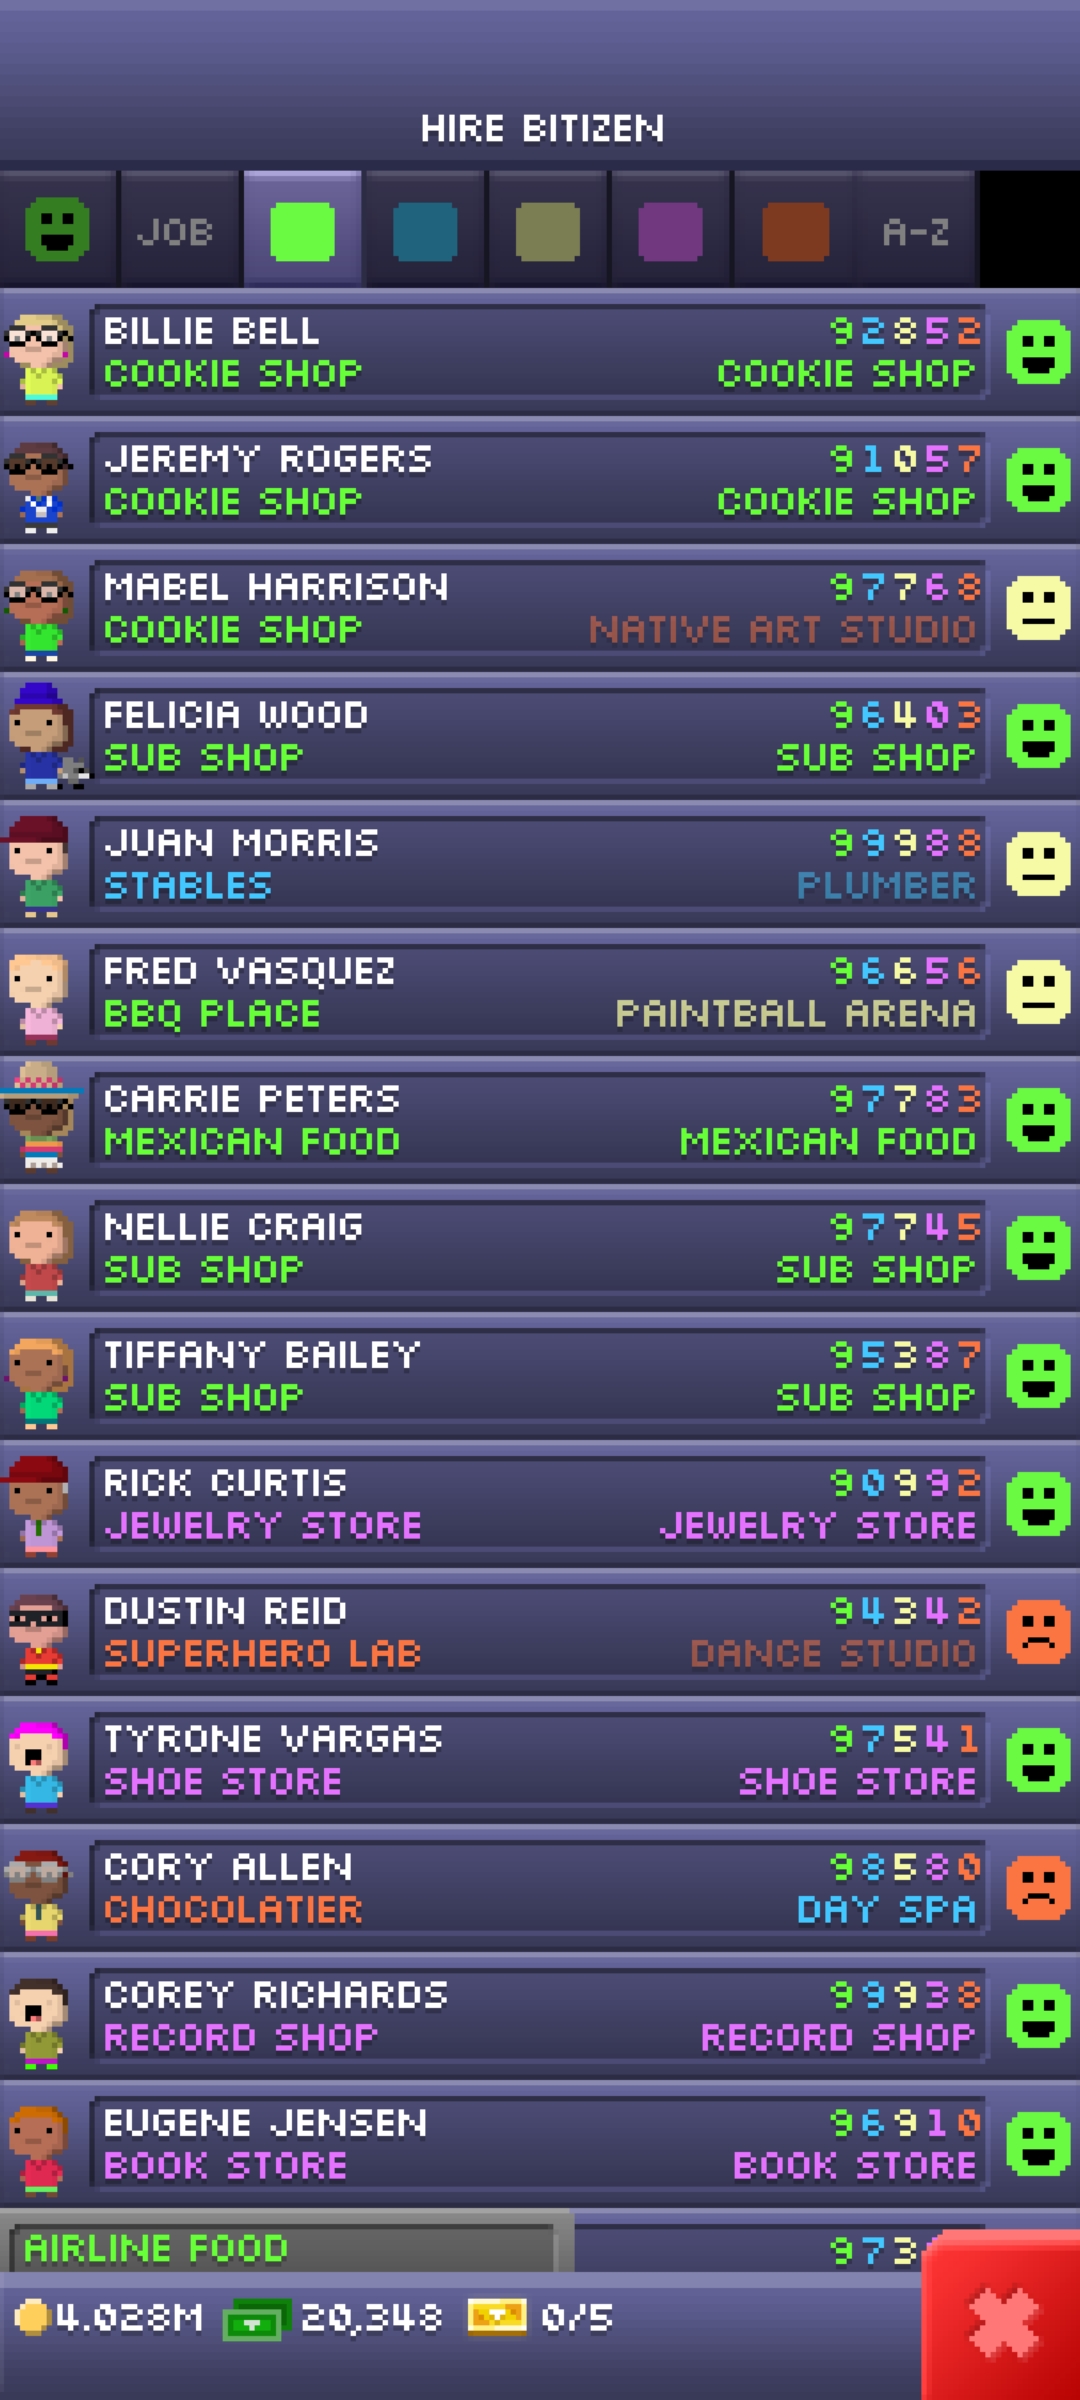 HIRE BITIZEN
JOB
A-Z
BILLIE BELL 92852
COOKIE SHOP COOKIE SHOP
JEREMY ROGERS 91057
COOKIE SHOP COOKIE SHOP
MABEL HARRISON 97768
COOKIE SHOP NATIVE ART STUDIO
FELICIA WOOD 96403
SUB SHOP SUB SHOP
JUAN MORRIS 99988
STABLES PLUMBER
FRED VASQUEZ 96656
BBQ PLACE PAINTBALL ARENA
CARRIE PETERS 97783
MEXICAN FOOD MEXICAN FOOD
NELLIE CRAIG 97745
SUB SHOP SUB SHOP
TIFFANY BAILEY 95387
SUB SHOP SUB SHOP
RICK CURTIS 90992
JEWELRY STORE JEWELRY STORE
DUSTIN REID 94342
SUPERHERO LAB DANCE STUDIO
TYRONE VARGAS 97541
SHOE STORE SHOE STORE
CORY ALLEN 98580
CHOCOLATIER DAY SPA
COREY RICHARDS 99938
RECORD SHOP RECORD SHOP
EUGENE JENSEN 96910
BOOK STORE BOOK STORE
AIRLINE FOOD 973
4.028M 20,348 0/5